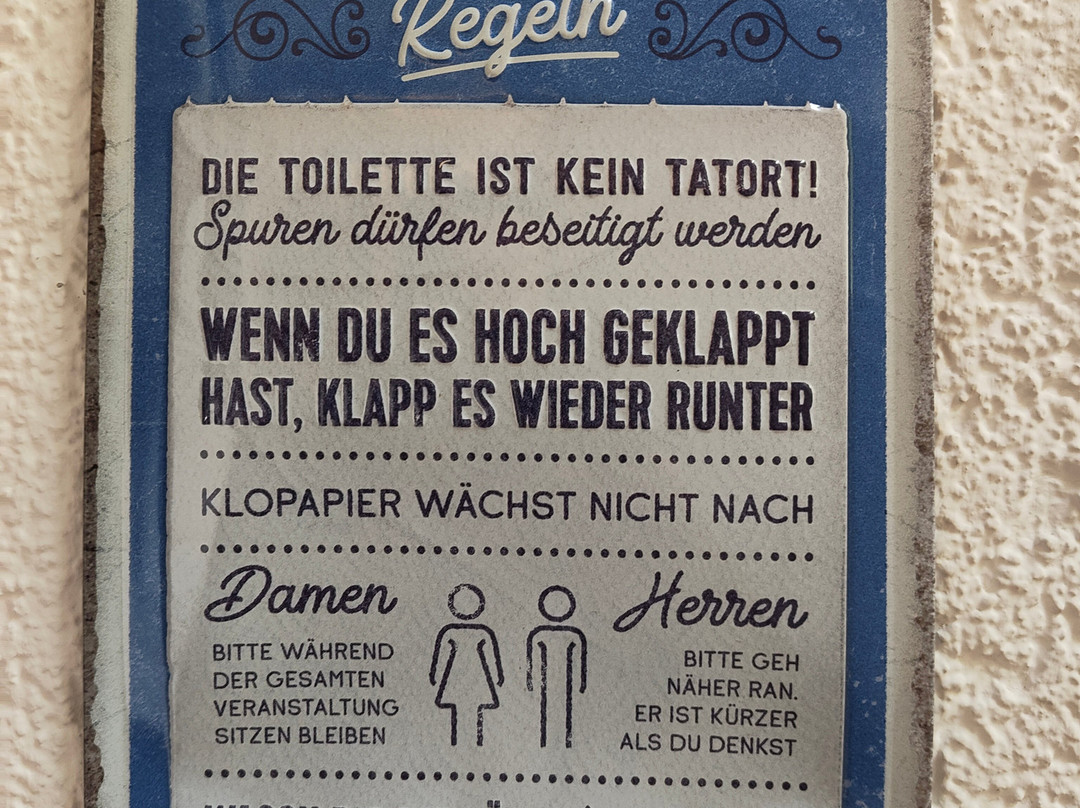 Regeln
DIE TOILETTE IST KEIN TATORT!
Spuren dürfen beseitigt werden
WENN DU ES HOCH GEKLAPPT
HAST, KLAPP ES WIEDER RUNTER
KLOPAPIER WÄCHST NICHT NACH
Damen
BITTE WÄHREND
DER GESAMTEN
VERANSTALTUNG
SITZEN BLEIBEN
Herren
BITTE GEH
NÄHER RAN.
ER IST KÜRZER
ALS DU DENKST